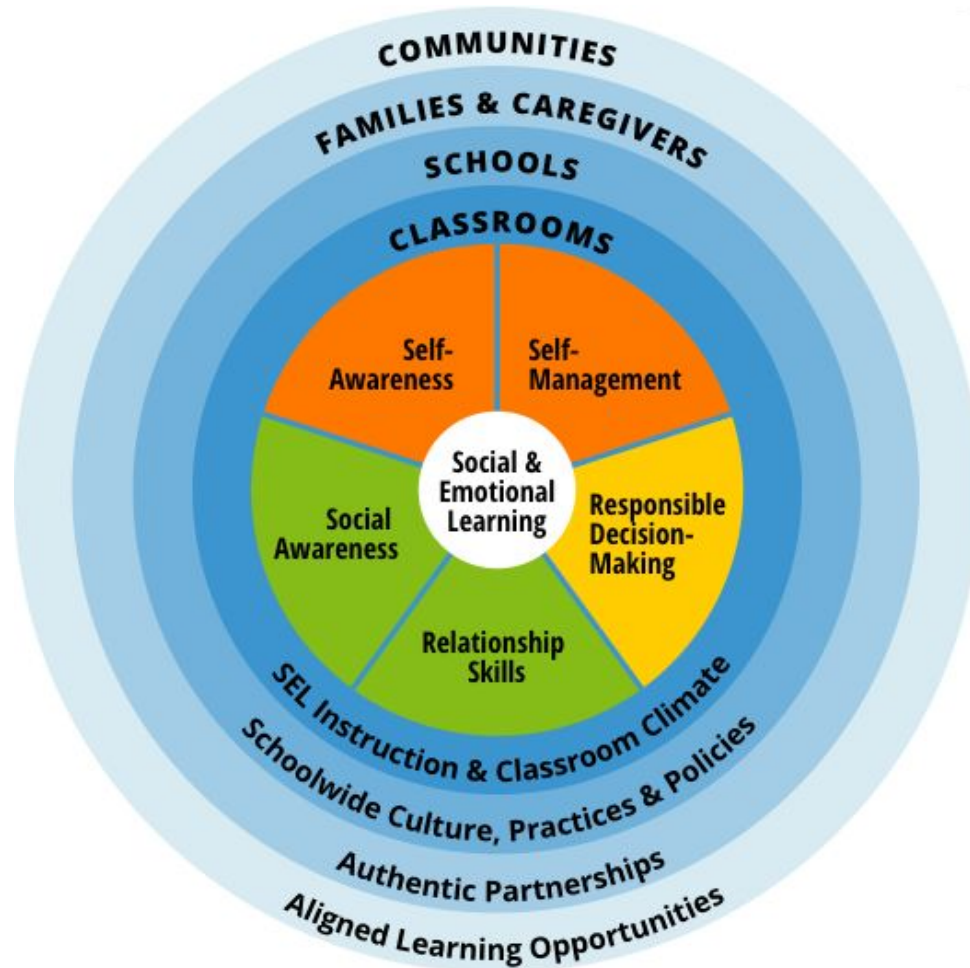 COMMUNITIES
FAMILIES & CAREGIVERS
SCHOOLS
CLASSROOMS
Self-
Awareness
Self-
Management
Social &
Emotional
Learning
Social
Awareness
Responsible
Decision-
Making
Relationship
Skills
SEL Instruction & Classroom Climate
Schoolwide Culture, Practices & Policies
Authentic Partnerships
Aligned Learning Opportunities